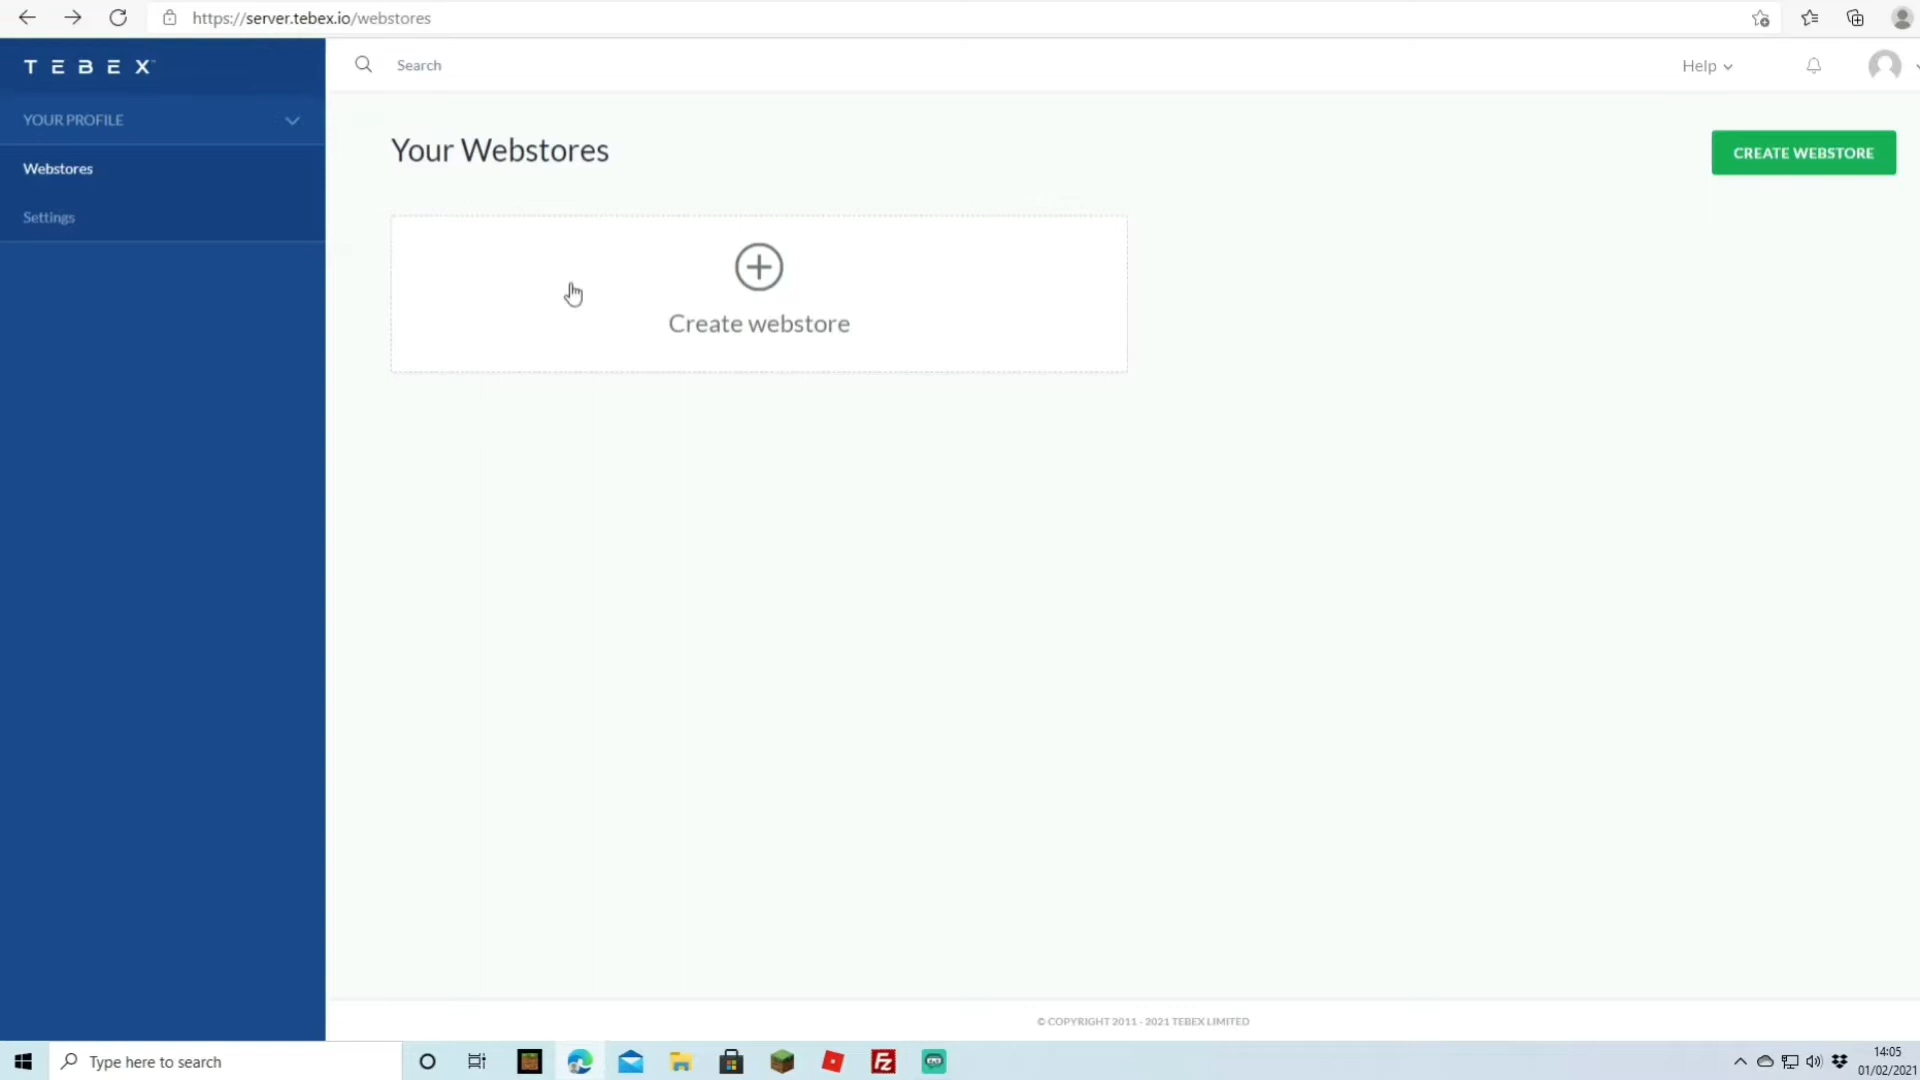 https://server.tebex.io/webstores
TEBEX
Search
Help
YOUR PROFILE
Webstores
Settings
Your Webstores
CREATE WEBSTORE
Create webstore
© COPYRIGHT 2011 - 2021 TEBEX LIMITED
Type here to search
Fz
14:05
01/02/2021